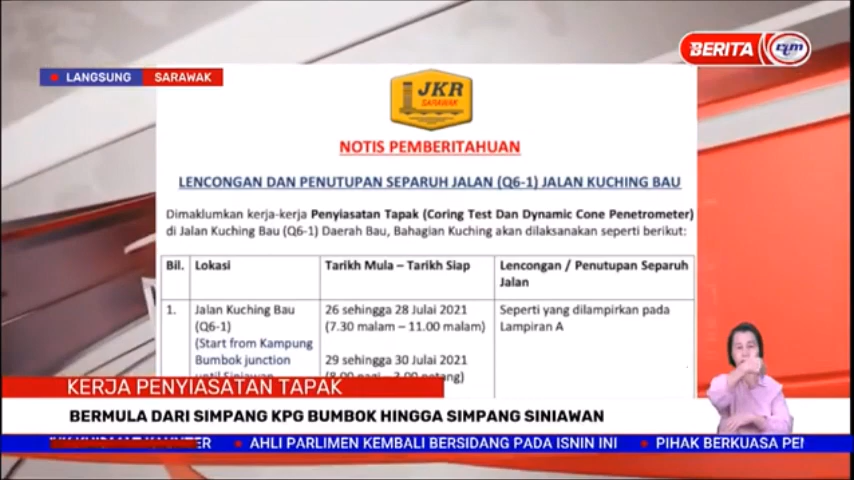 BERITA rtm
LANGSUNG SARAWAK
JKR
SARAWAK
NOTIS PEMBERITAHUAN
LENCONGAN DAN PENUTUPAN SEPARUH JALAN (Q6-1) JALAN KUCHING BAU
Dimaklumkan kerja-kerja Penyiasatan Tapak (Coring Test Dan Dynamic Cone Penetrometer)
di Jalan Kuching Bau (Q6-1) Daerah Bau, Bahagian Kuching akan dilaksanakan seperti berikut:
Bil. Lokasi Tarikh Mula – Tarikh Siap Lencongan / Penutupan Separuh
Jalan
1. Jalan Kuching Bau 26 sehingga 28 Julai 2021 Seperti yang dilampirkan pada
(Q6-1) (7.30 malam – 11.00 malam) Lampiran A
(Start from Kampung
Bumbok junction 29 sehingga 30 Julai 2021
KERJA PENYIASATAN TAPAK
BERMULA DARI SIMPANG KPG BUMBOK HINGGA SIMPANG SINIAWAN
• AHLI PARLIMEN KEMBALI BERSIDANG PADA ISNIN INI • PIHAK BERKUASA